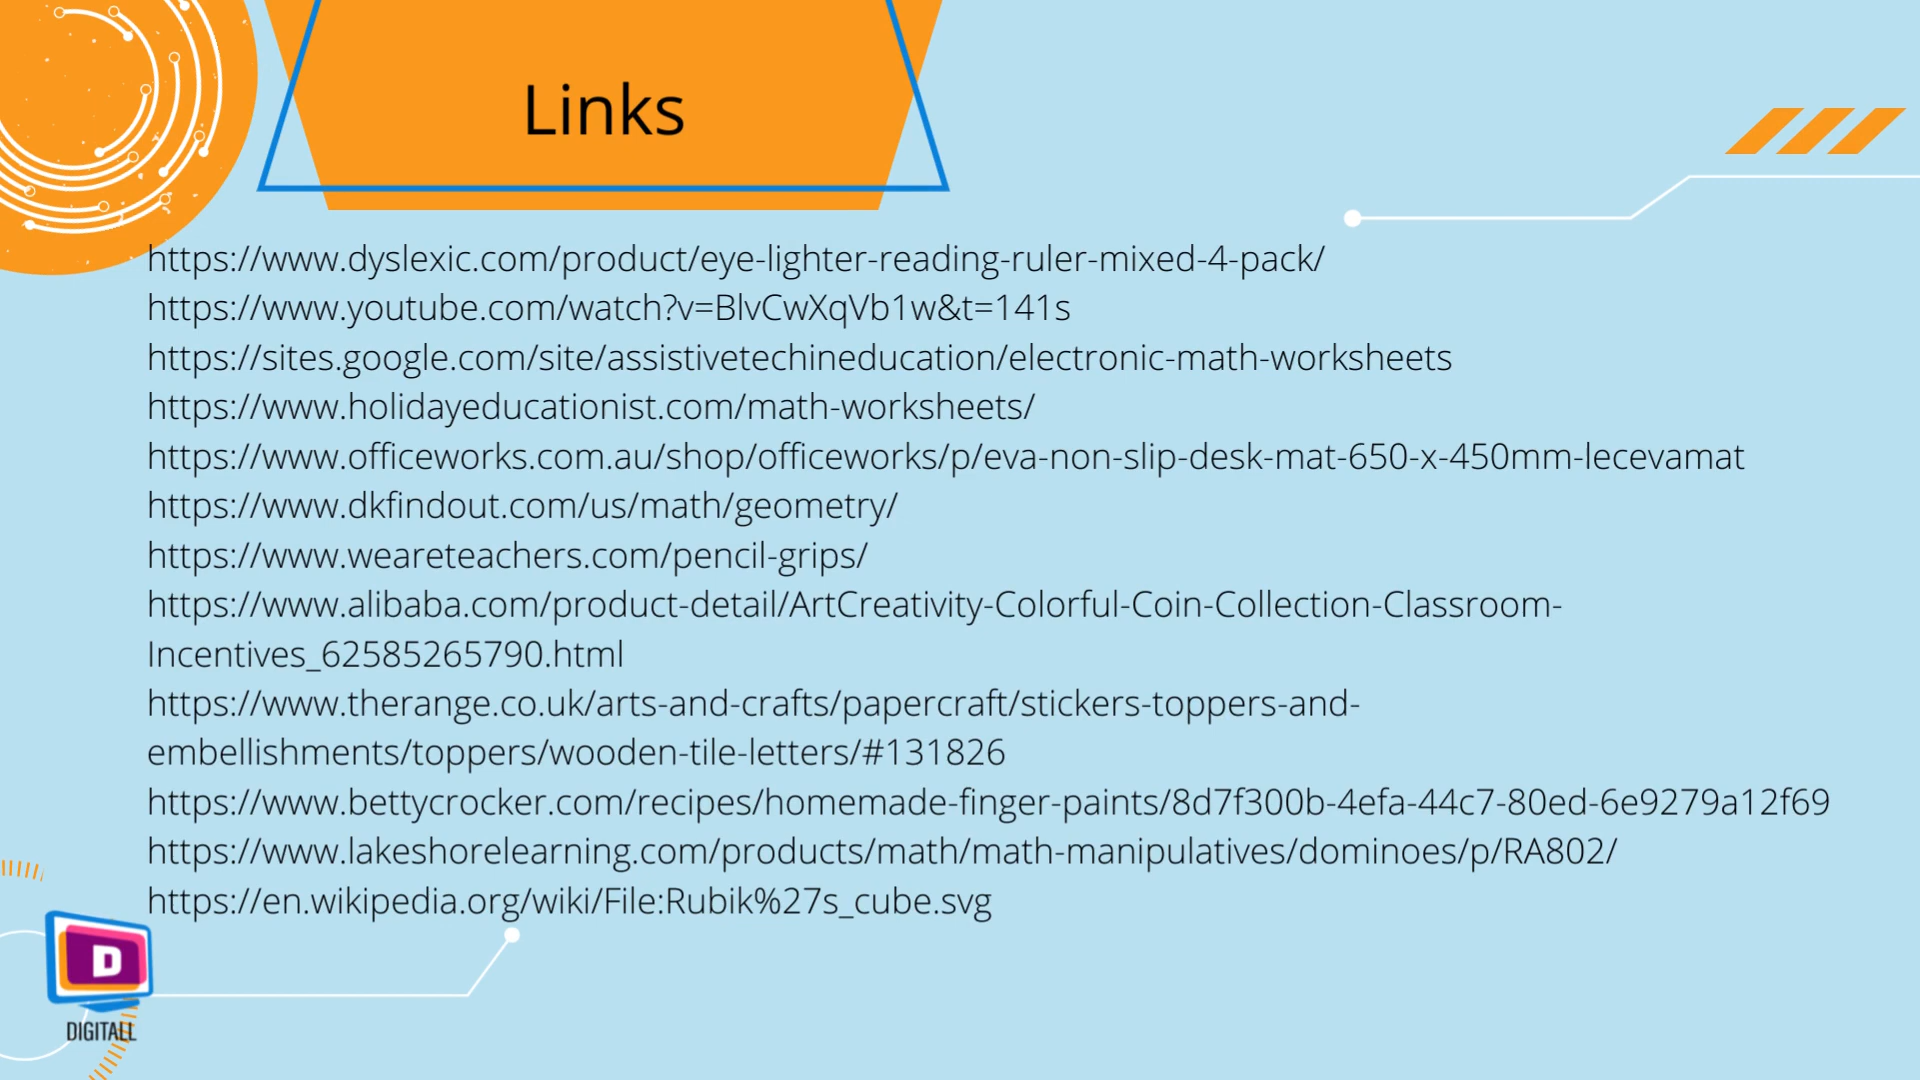 Links
https://www.dyslexic.com/product/eye-lighter-reading-ruler-mixed-4-pack/
https://www.youtube.com/watch?v=BlvCwXqVb1w&t=141s
https://sites.google.com/site/assistivetechineducation/electronic-math-worksheets
https://www.holidayeducationist.com/math-worksheets/
https://www.officeworks.com.au/shop/officeworks/p/eva-non-slip-desk-mat-650-x-450mm-lecevamat
https://www.dkfindout.com/us/math/geometry/
https://www.weareteachers.com/pencil-grips/
https://www.alibaba.com/product-detail/ArtCreativity-Colorful-Coin-Collection-Classroom-
Incentives_62585265790.html
https://www.therange.co.uk/arts-and-crafts/papercraft/stickers-toppers-and-
embellishments/toppers/wooden-tile-letters/#131826
https://www.bettycrocker.com/recipes/homemade-finger-paints/8d7f300b-4efa-44c7-80ed-6e9279a12f69
https://www.lakeshorelearning.com/products/math/math-manipulatives/dominoes/p/RA802/
https://en.wikipedia.org/wiki/File:Rubik%27s_cube.svg
D
DIGITALL